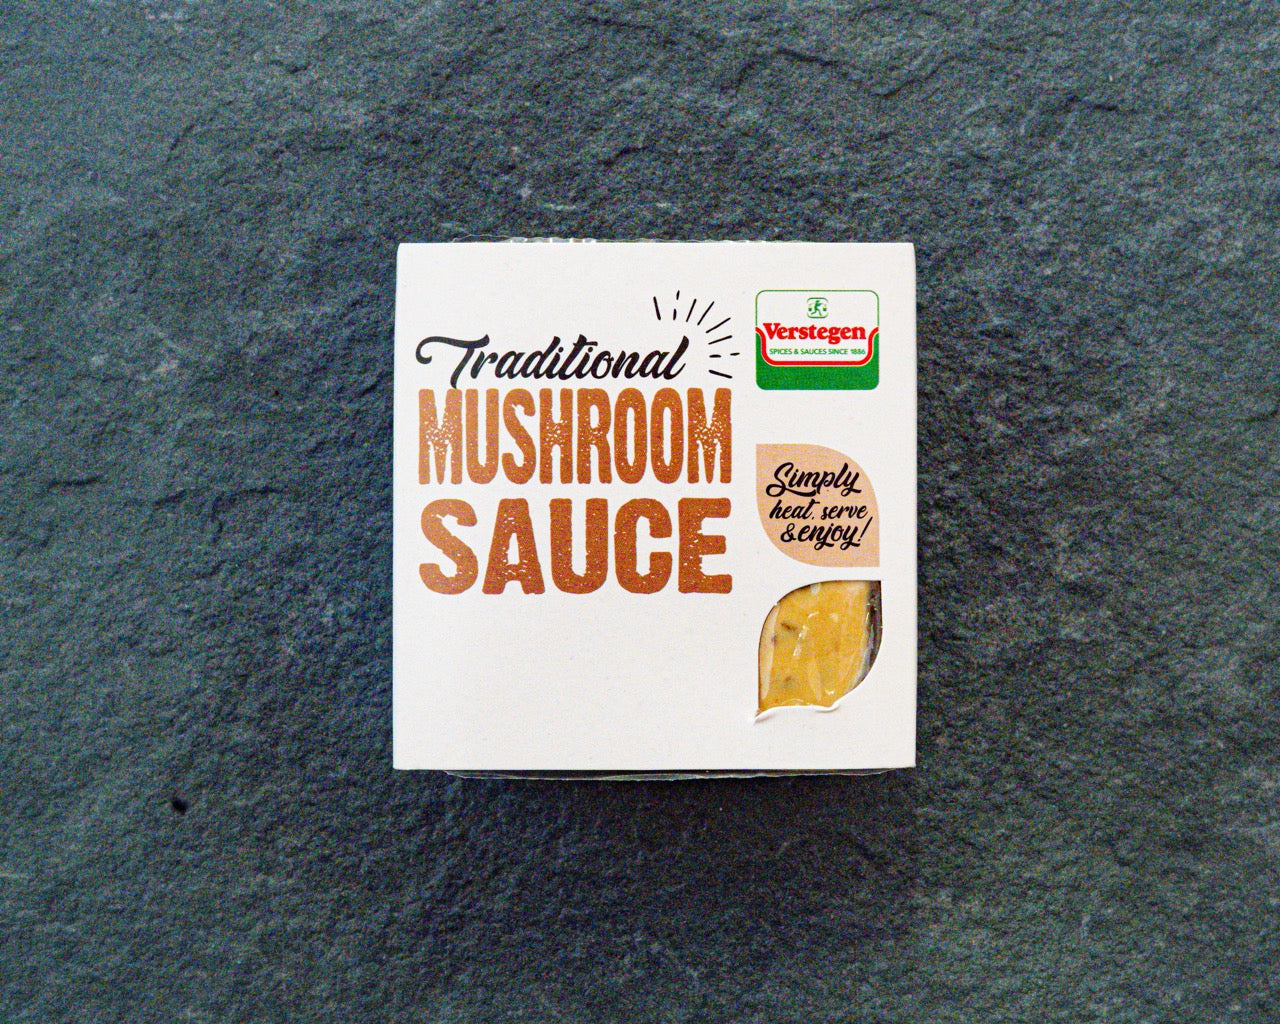 Traditional
MUSHROOM
SAUCE
Verstegen
SPICES & SAUCES SINCE 1886
Simply
heat, serve
& enjoy!